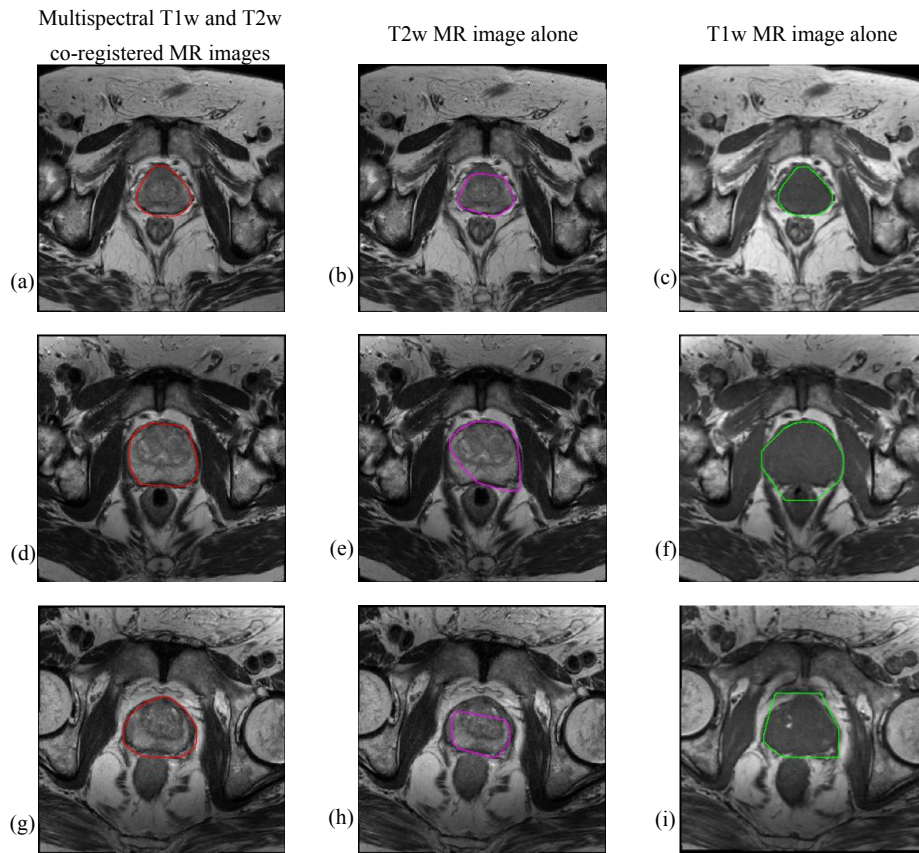 Multispectral T1w and T2w
co-registered MR images
T2w MR image alone
T1w MR image alone
(a)
(b)
(c)
(d)
(e)
(f)
(g)
(h)
(i)